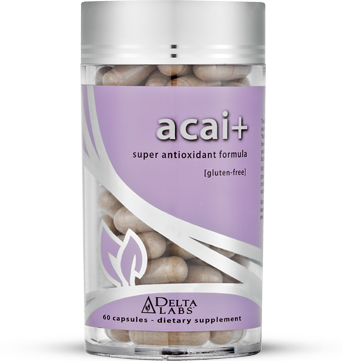 acai+
super antioxidant formula
[gluten-free]
DELTA
LABS
60 capsules - dietary supplement